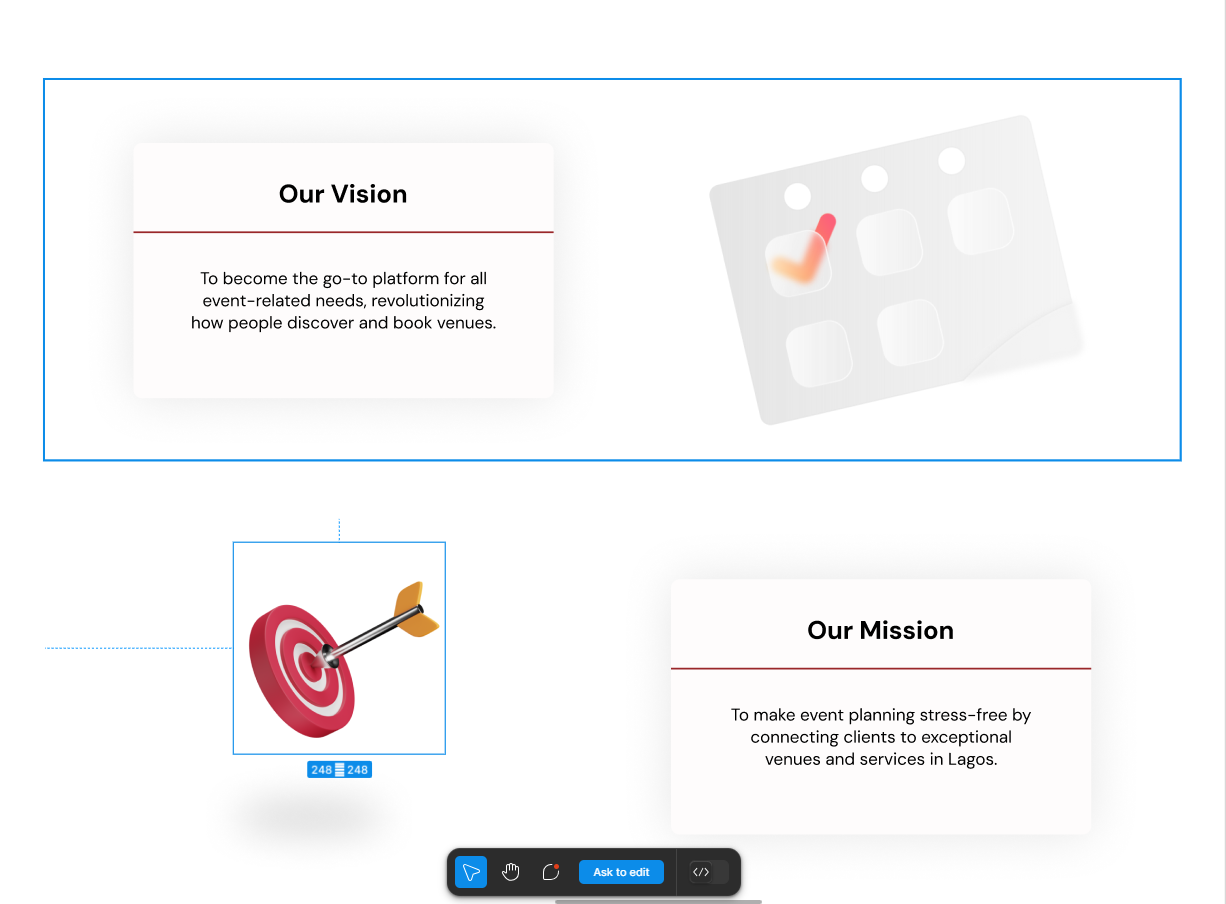 Our Vision
To become the go-to platform for all
event-related needs, revolutionizing
how people discover and book venues.
248 248
Our Mission
To make event planning stress-free by
connecting clients to exceptional
venues and services in Lagos.
Ask to edit